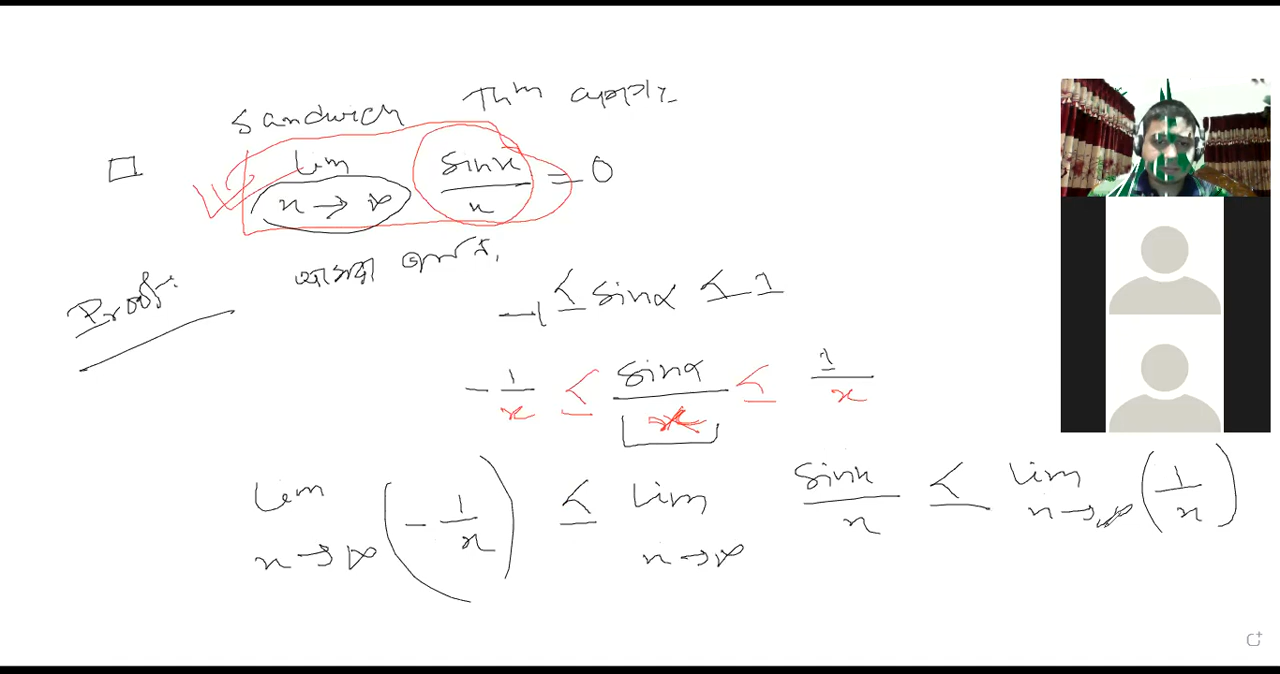 Sandwich Thm apply
lim x→∞ sinx/x = 0
আমরা জানি,
Proof:
-1 ≤ sinx ≤ 1
-1/x ≤ sinx/x ≤ 1/x
lim x→∞ (-1/x) ≤ lim x→∞ sinx/x ≤ lim x→∞ (1/x)